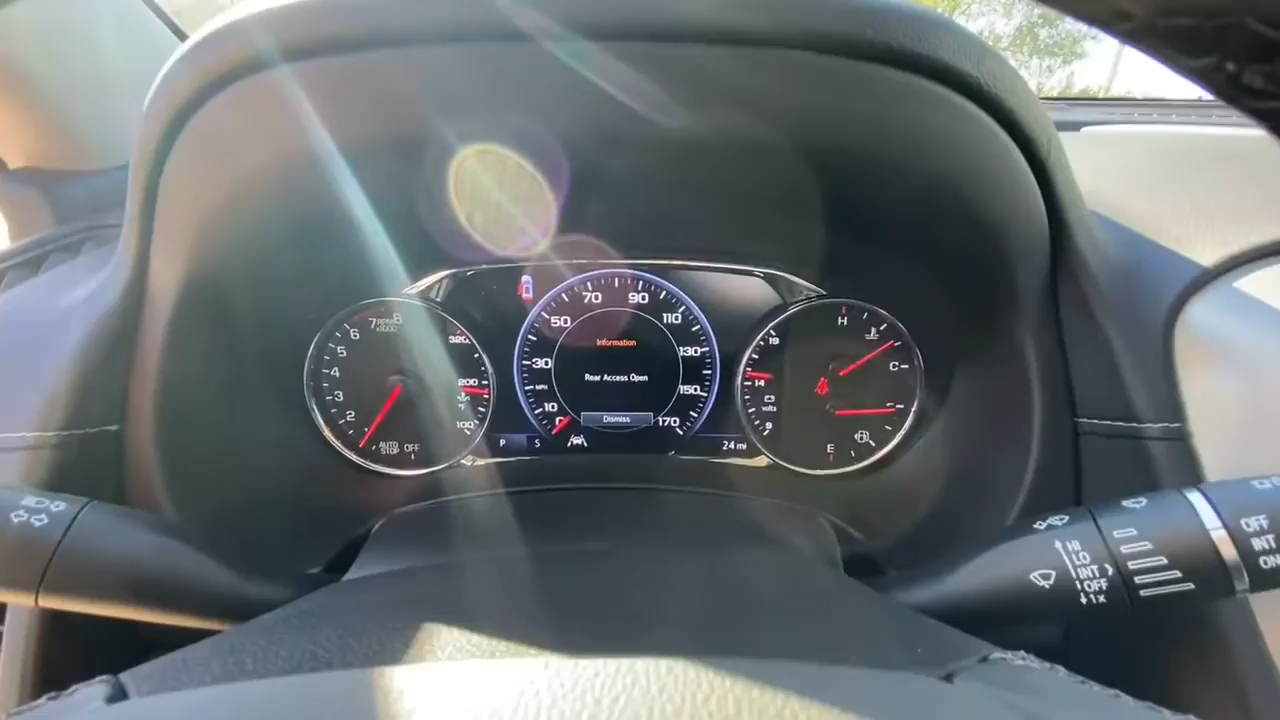 7 RPM 8
x1000
6
5
4
3
2
1
AUTO
STOP OFF
320
200
°F
100
70 90
50 110
30 130
MPH
10 150
0 170
Information
Rear Access Open
Dismiss
P S
24 mi
19
14
volts
9
H
C
E
HI
LO
INT
OFF
1x
OFF
INT
ON